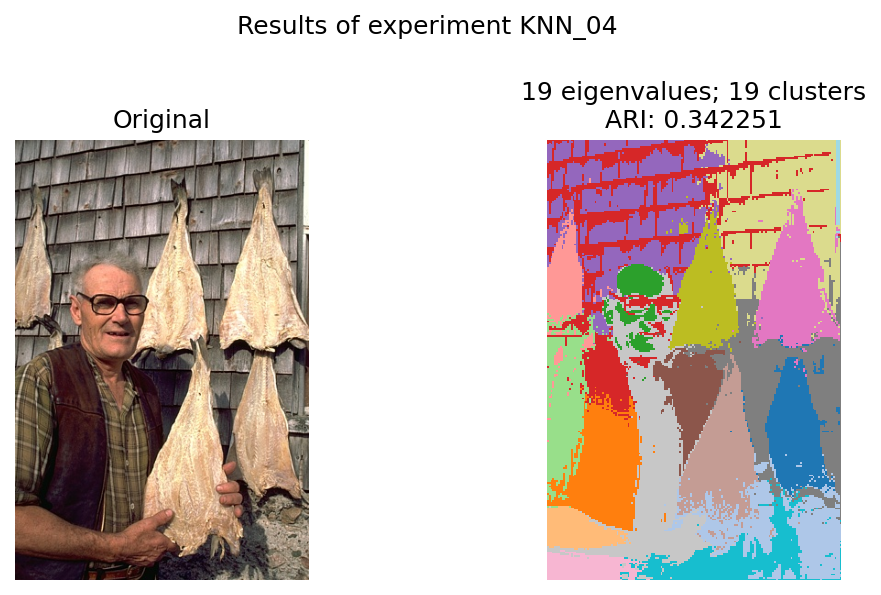 Results of experiment KNN_04
Original
19 eigenvalues; 19 clusters
ARI: 0.342251